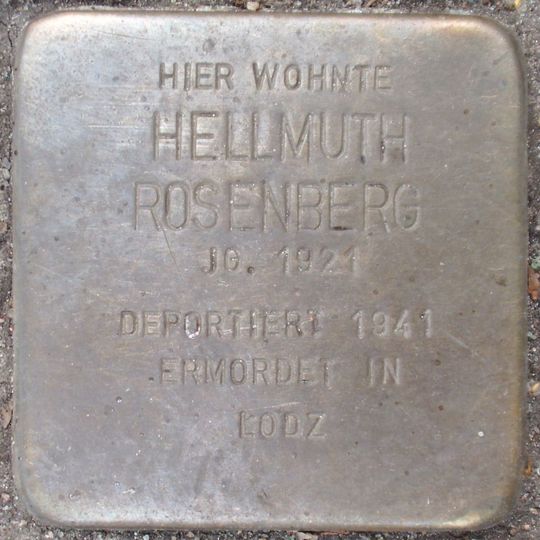 HIER WOHNTE
HELLMUTH
ROSENBERG
JG. 1921
DEPORTIERT 1941
ERMORDET IN
LODZ